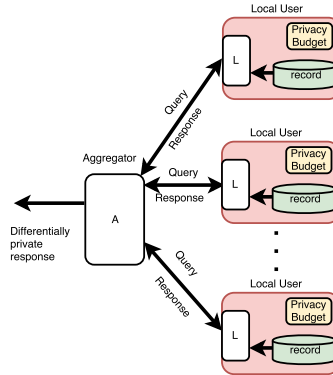 Local User
Privacy
Budget
L
record
Query
Response
Local User
Privacy
Budget
Aggregator
Query
L
Response
record
A
Differentially
private
response
Query
Response
Local User
Privacy
Budget
L
record